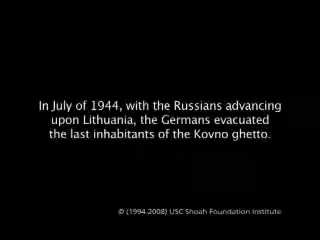 In July of 1944, with the Russians advancing
upon Lithuania, the Germans evacuated
the last inhabitants of the Kovno ghetto.
© (1994 2008) USC Shoah Foundation Institute